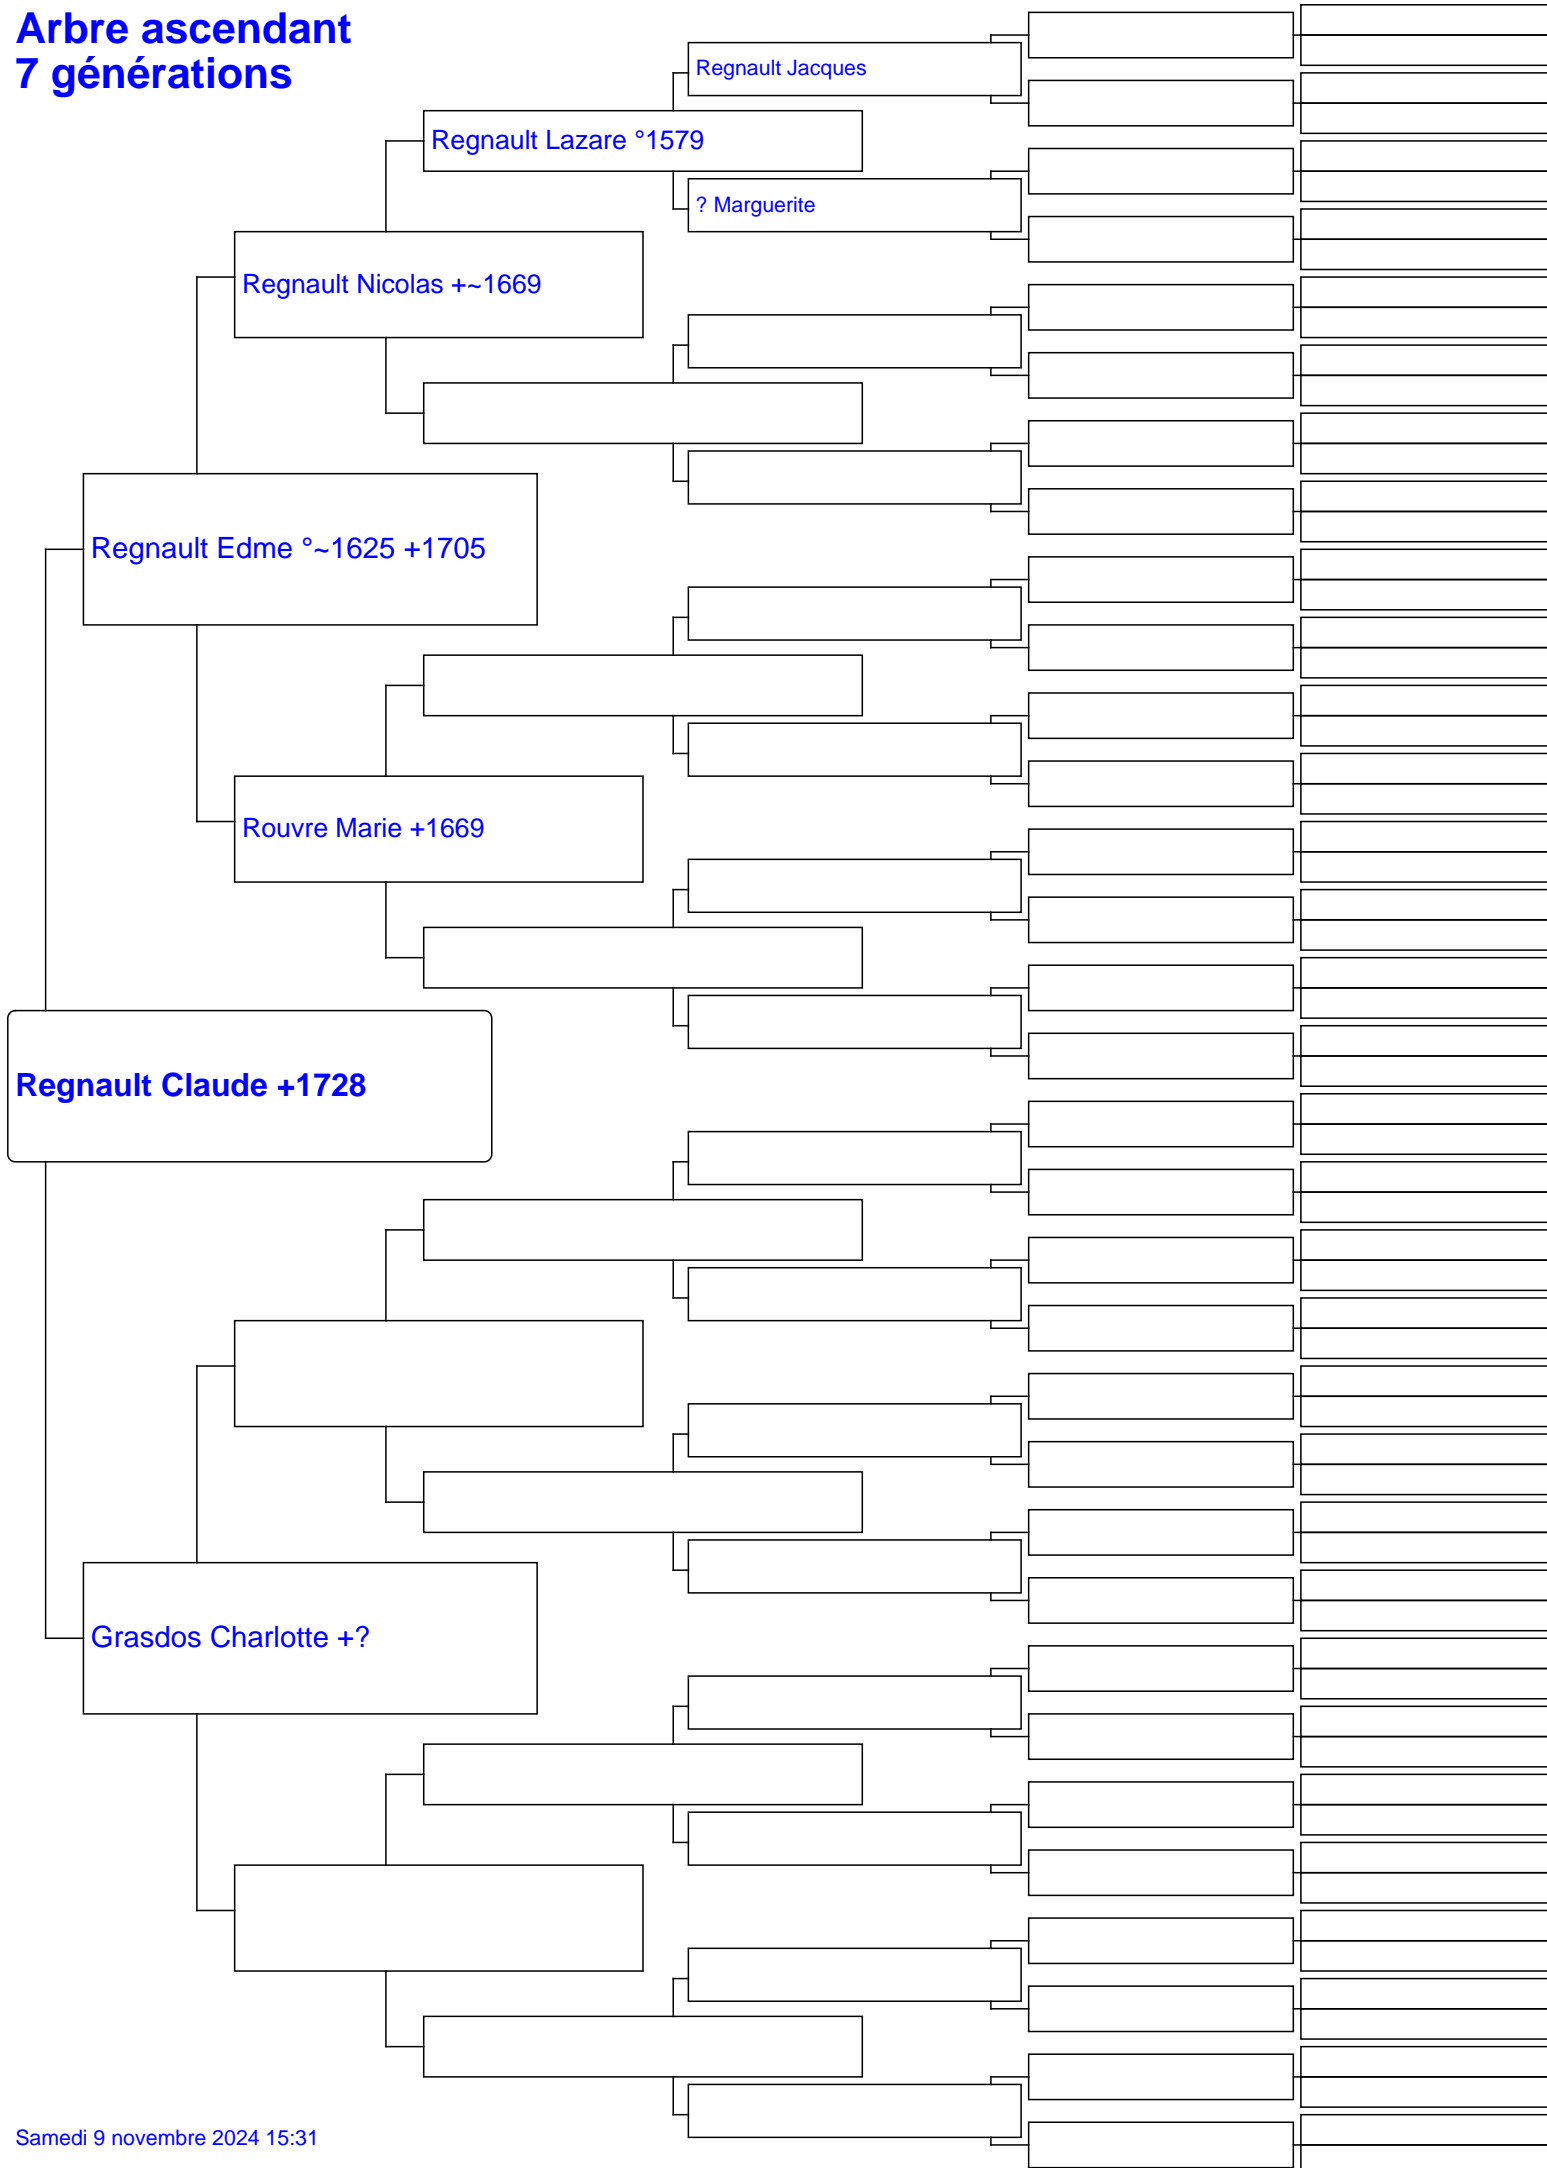 Arbre ascendant
7 générations
Regnault Jacques
Regnault Lazare °1579
? Marguerite
Regnault Nicolas +~1669
Regnault Edme °~1625 +1705
Rouvre Marie +1669
Regnault Claude +1728
Grasdos Charlotte +?
Samedi 9 novembre 2024 15:31